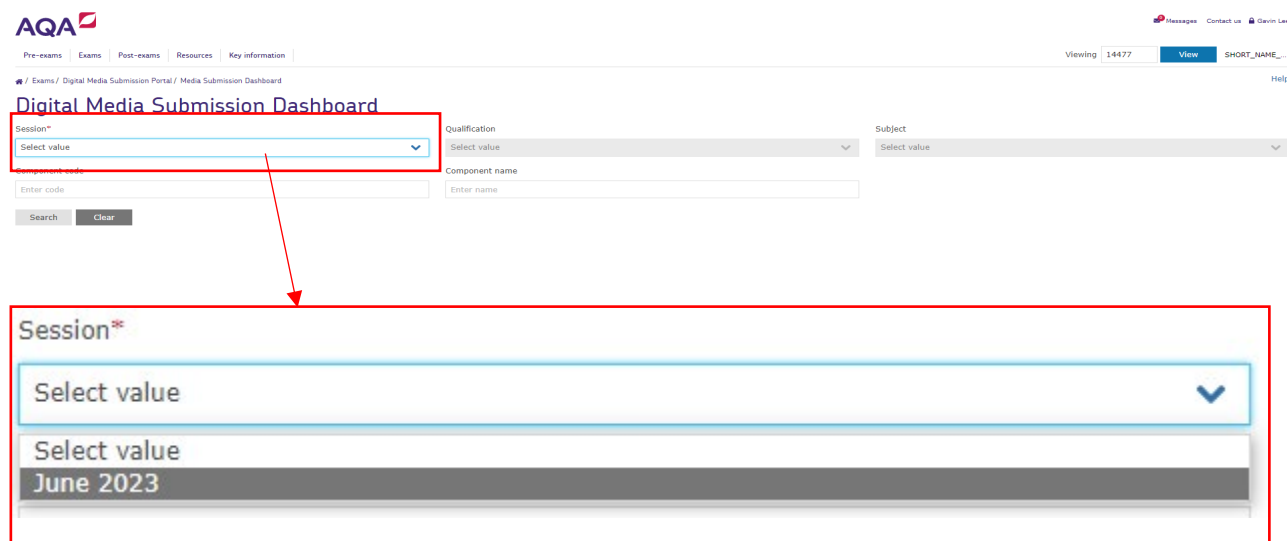 AQA
Messages Contact us Gavin Lee
Pre-exams Exams Post-exams Resources Key information
Viewing 14477 View SHORT_NAME_...
/ Exams / Digital Media Submission Portal / Media Submission Dashboard
Help
Digital Media Submission Dashboard
Session* Qualification Subject
Select value Select value Select value
Component code Component name
Enter code Enter name
Search Clear
Session*
Select value
Select value
June 2023